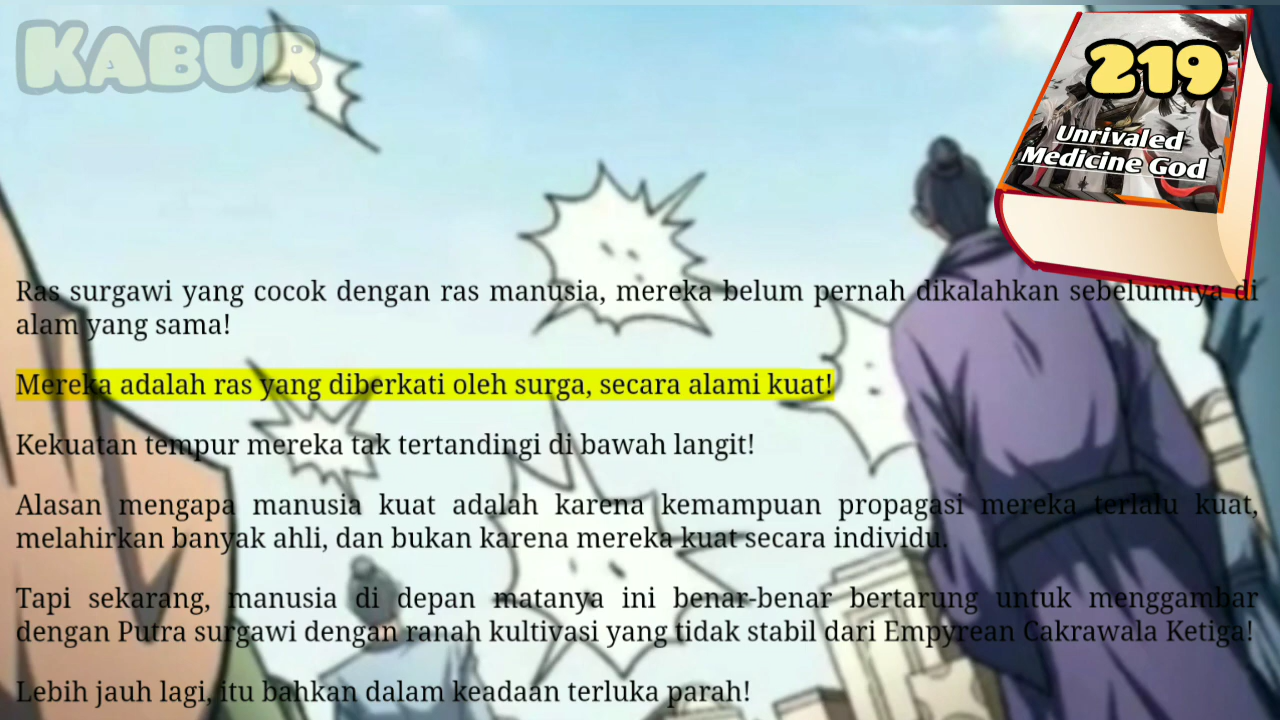 KABUR
219
Unrivaled
Medicine God
Ras surgawi yang cocok dengan ras manusia, mereka belum pernah dikalahkan sebelumnya di
alam yang sama!
Mereka adalah ras yang diberkati oleh surga, secara alami kuat!
Kekuatan tempur mereka tak tertandingi di bawah langit!
Alasan mengapa manusia kuat adalah karena kemampuan propagasi mereka terlalu kuat,
melahirkan banyak ahli, dan bukan karena mereka kuat secara individu.
Tapi sekarang, manusia di depan matanya ini benar-benar bertarung untuk menggambar
dengan Putra surgawi dengan ranah kultivasi yang tidak stabil dari Empyrean Cakrawala Ketiga!
Lebih jauh lagi, itu bahkan dalam keadaan terluka parah!